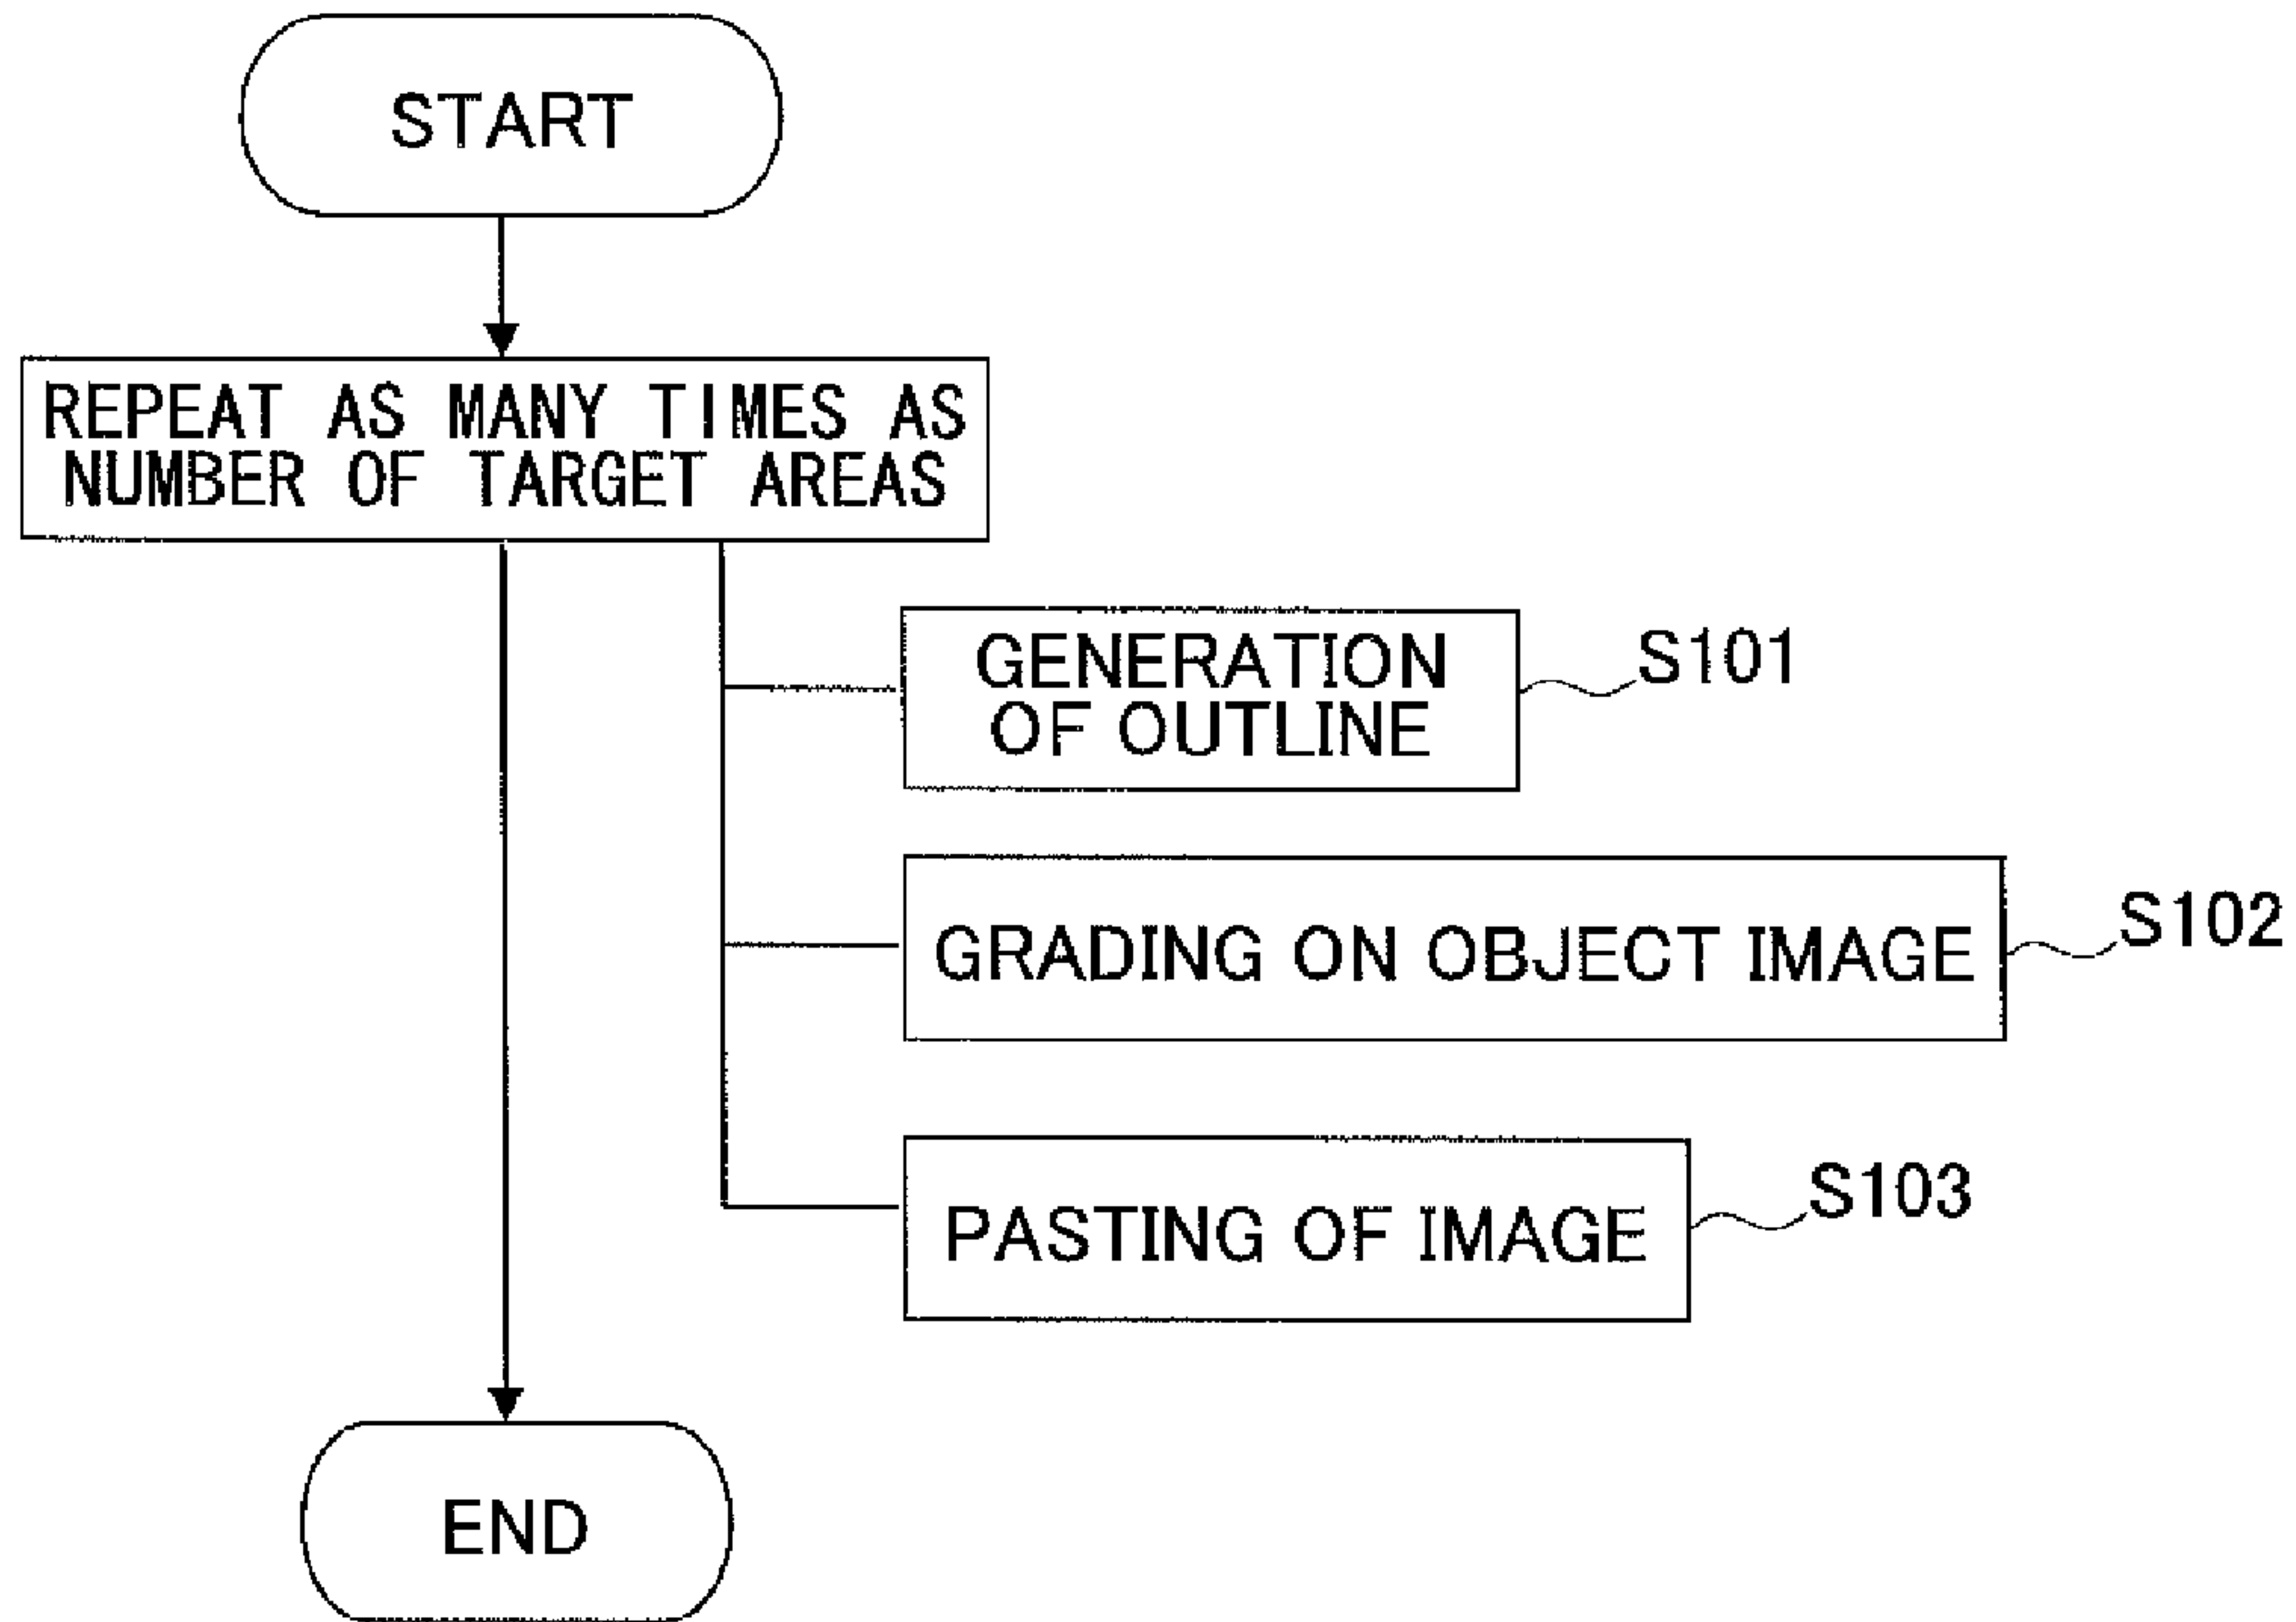 START
REPEAT AS MANY TIMES AS
NUMBER OF TARGET AREAS
GENERATION
OF OUTLINE
S101
GRADING ON OBJECT IMAGE
S102
PASTING OF IMAGE
S103
END